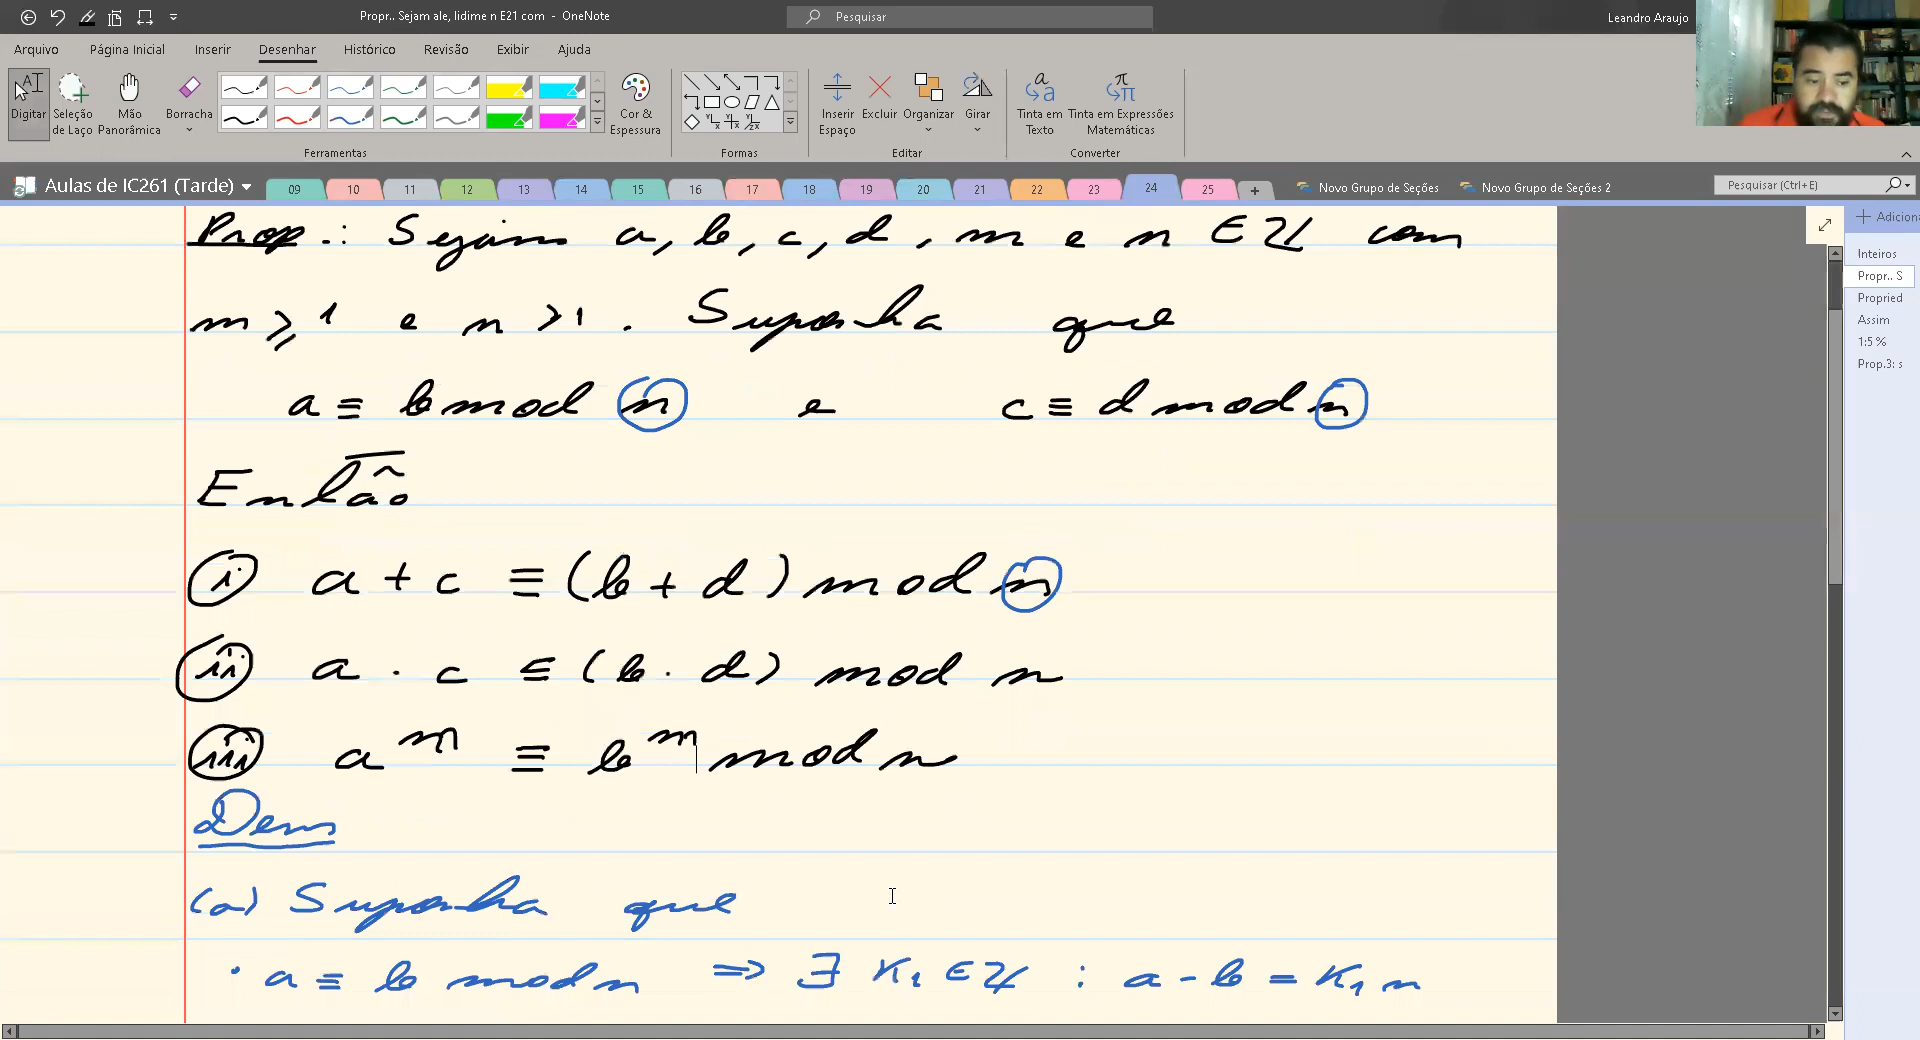 Propr.. Sejam ale, lidime n E21 com - OneNote
Pesquisar
Leandro Araujo
Arquivo Página Inicial Inserir Desenhar Histórico Revisão Exibir Ajuda
Digitar
Seleção de Laço
Mão Panorâmica
Borracha
Cor & Espessura
Inserir Espaço
Excluir
Organizar
Girar
Tinta em Texto
Tinta em Expressões Matemáticas
Ferramentas Formas Editar Converter
Aulas de IC261 (Tarde) 09 10 11 12 13 14 15 16 17 18 19 20 21 22 23 24 25 + Novo Grupo de Seções Novo Grupo de Seções 2 Pesquisar (Ctrl+E)
Adiciona
Inteiros
Propr.. S
Propried
Assim
1:5 %
Prop.3: s
Prop.: Sejam a, b, c, d, m e n ∈ ℤ com
m ⩾ 1 e n > 1. Suponha que
a ≡ b mod n e c ≡ d mod n
Então
(i) a + c ≡ (b + d) mod n
(ii) a · c ≡ (b · d) mod n
(iii) a^m ≡ b^m mod n
Dem
(a) Suponha que
· a ≡ b mod n ⇒ ∃ K₁ ∈ ℤ : a - b = K₁ n